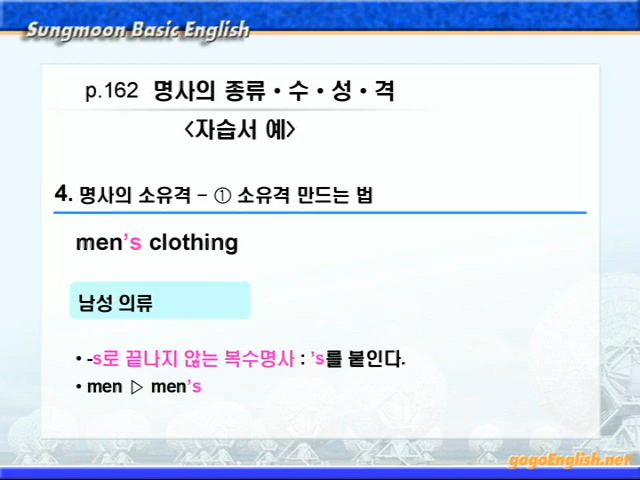 Sungmoon Basic English
p.162 명사의 종류 • 수 • 성 • 격
<자습서 예>
4. 명사의 소유격 – ① 소유격 만드는 법
men's clothing
남성 의류
• -s로 끝나지 않는 복수명사 : 's를 붙인다.
• men ▷ men's
gogoEnglish.net